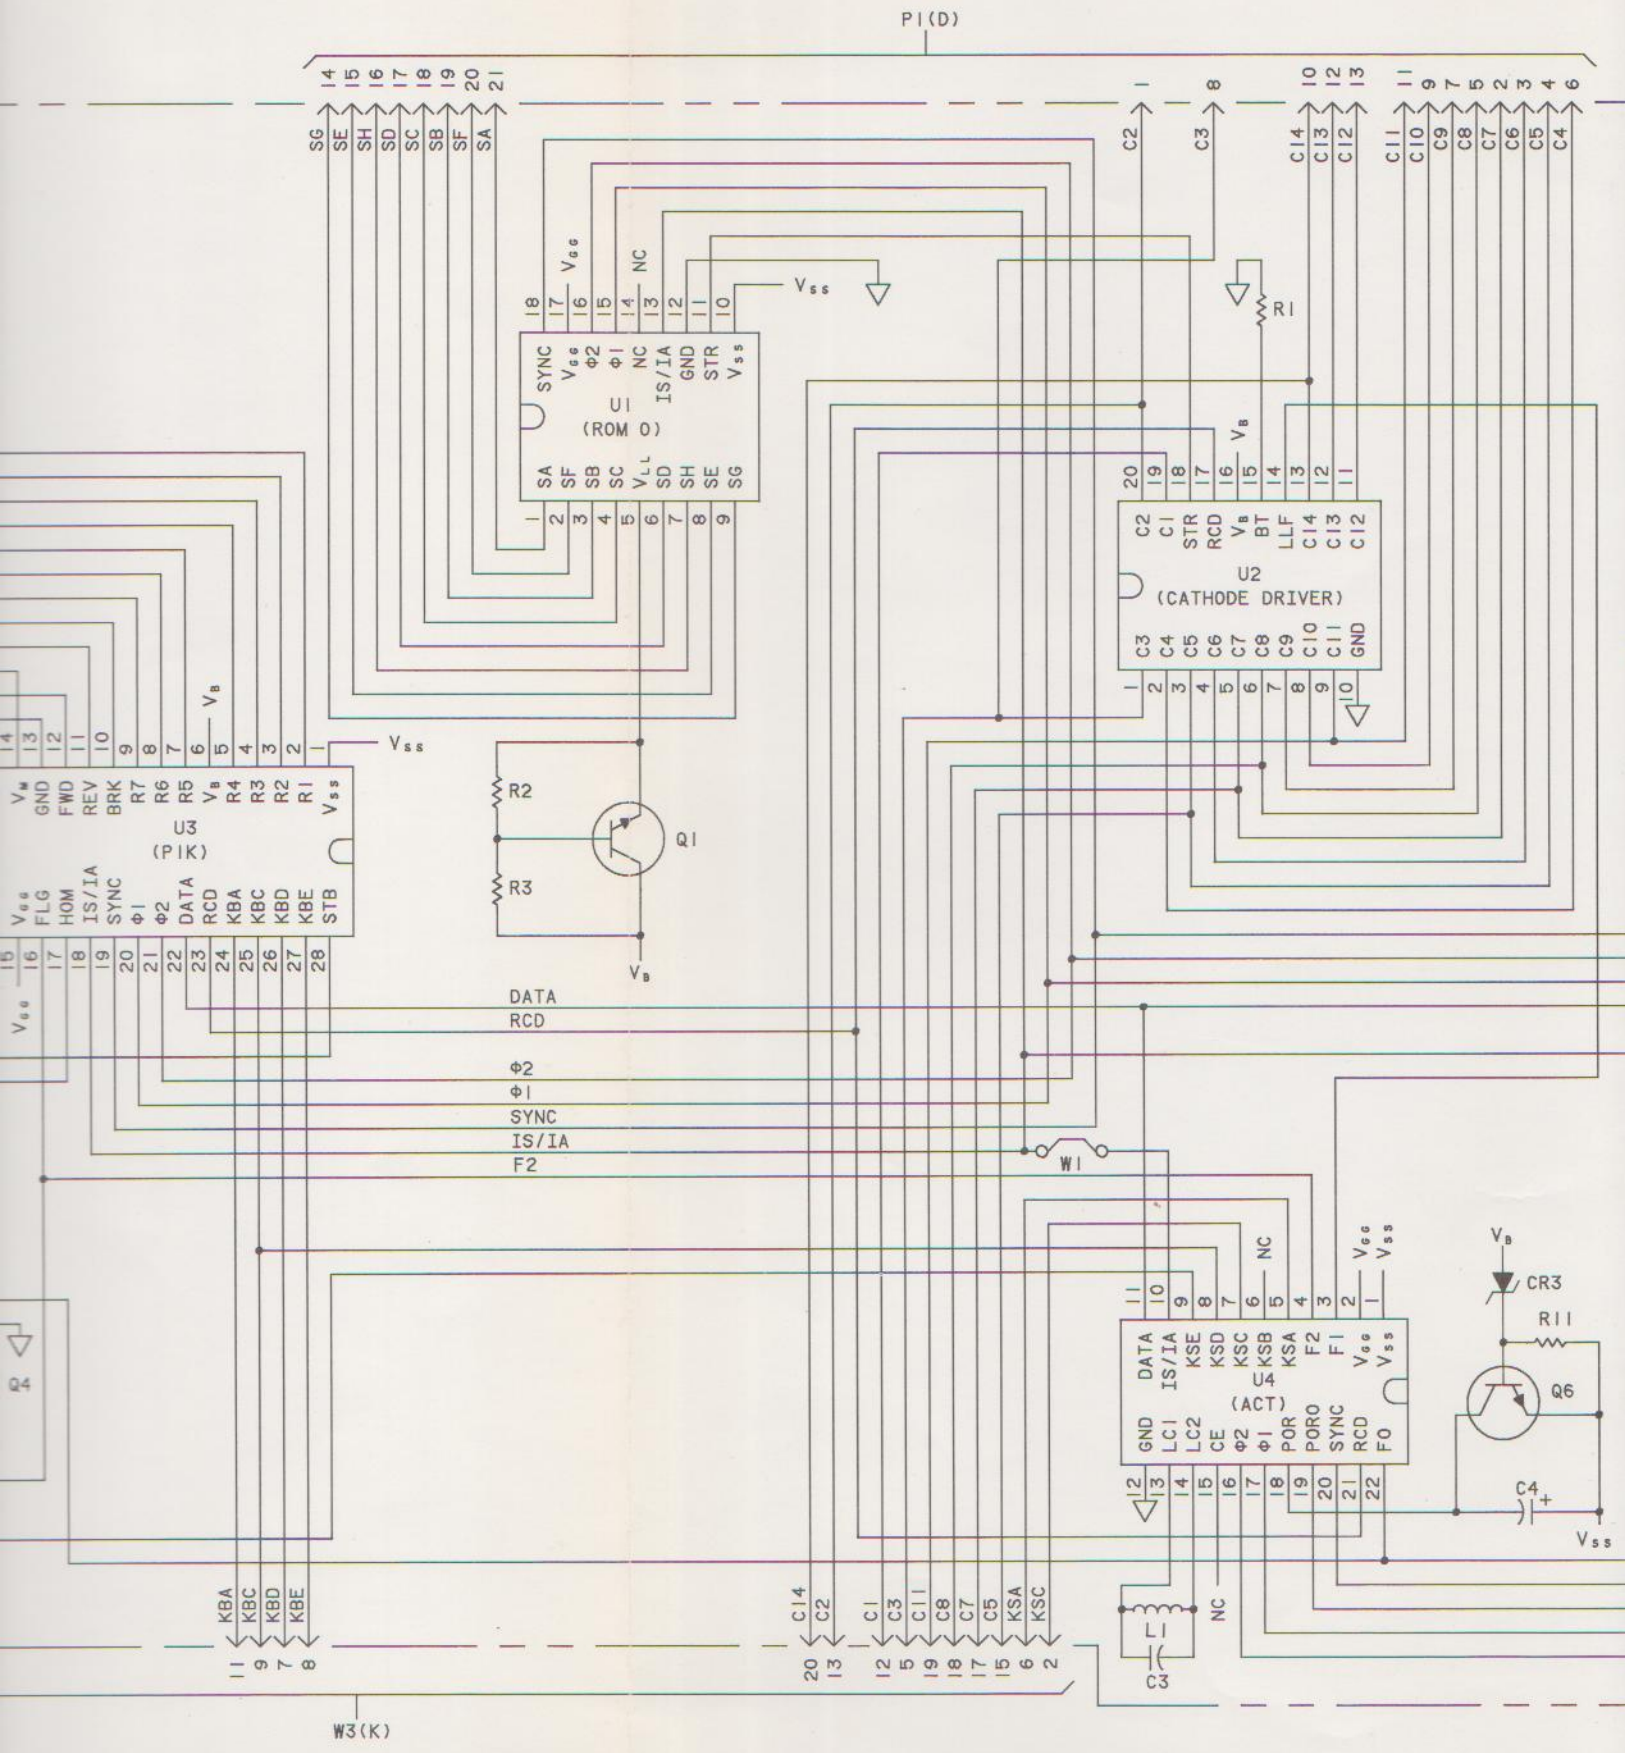 P1(D)
14 15 16 17 18 19 20 21 1 8 10 12 13 11 9 7 5 2 3 4 6
SG SE SH SD SC SB SF SA C2 C3 C14 C13 C12 C11 C10 C9 C8 C7 C6 C5 C4
VGG NC VSS
18 17 16 15 14 13 12 11 10
R1
SYNC VGG Φ2 Φ1 NC IS/IA GND STR VSS
U1
(ROM 0)
SA SF SB SC VLL SD SH SE SG
1 2 3 4 5 6 7 8 9
VB
20 19 18 17 16 15 14 13 12 11
C2 C1 STR RCD VB BT LLF C14 C13 C12
U2
(CATHODE DRIVER)
C3 C4 C5 C6 C7 C8 C9 C10 C11 GND
1 2 3 4 5 6 7 8 9 10
VB
VSS
14 13 12 11 10 9 8 7 6 5 4 3 2 1
VM GND FWD REV BRK R7 R6 R5 VB R4 R3 R2 R1 VSS
U3
(PIK)
VGG FLG HOM IS/IA SYNC Φ1 Φ2 DATA RCD KBA KBC KBD KBE STB
15 16 17 18 19 20 21 22 23 24 25 26 27 28
VGG
R2
Q1
R3
VB
DATA
RCD
Φ2
Φ1
SYNC
IS/IA
F2
W1
NC VGG VSS
11 10 9 8 7 6 5 4 3 2 1
DATA IS/IA KSE KSD KSC KSB KSA F2 F1 VGG VSS
U4
(ACT)
GND LC1 LC2 CE Φ2 Φ1 POR PORO SYNC RCD F0
12 13 14 15 16 17 18 19 20 21 22
VB
CR3
R11
Q6
C4
+
VSS
Q4
NC
L1
C3
KBA KBC KBD KBE C14 C2 C1 C3 C11 C8 C7 C5 KSA KSC
11 9 7 8 20 13 12 5 19 18 17 15 6 2
W3(K)